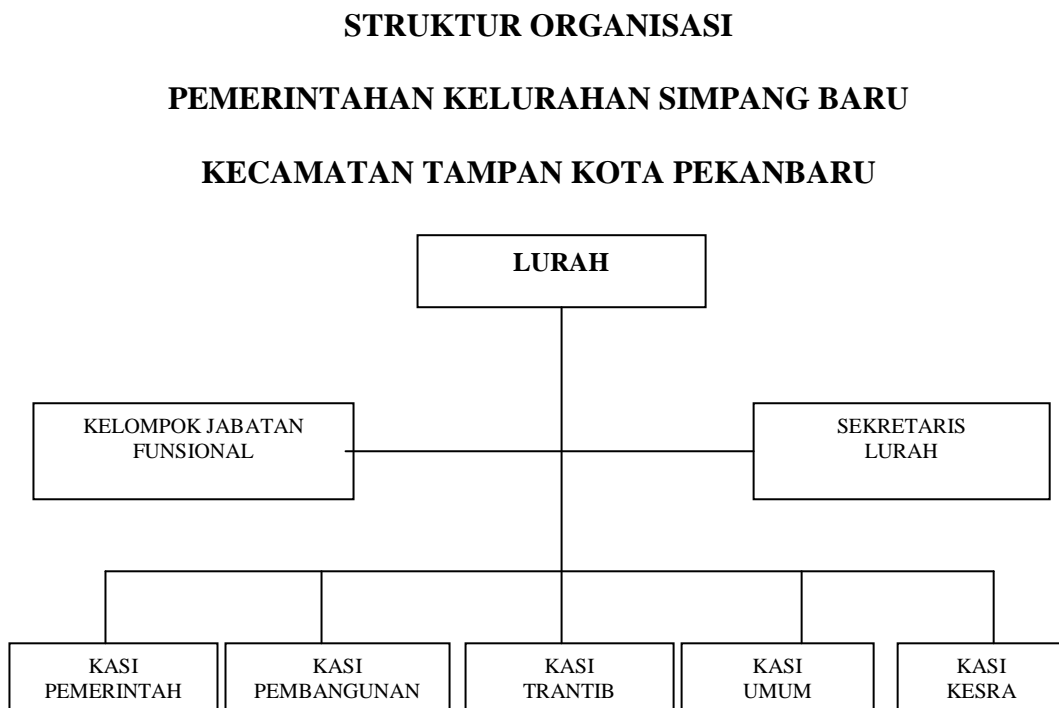 STRUKTUR ORGANISASI
PEMERINTAHAN KELURAHAN SIMPANG BARU
KECAMATAN TAMPAN KOTA PEKANBARU
LURAH
KELOMPOK JABATAN
FUNSIONAL
SEKRETARIS
LURAH
KASI
PEMERINTAH
KASI
PEMBANGUNAN
KASI
TRANTIB
KASI
UMUM
KASI
KESRA